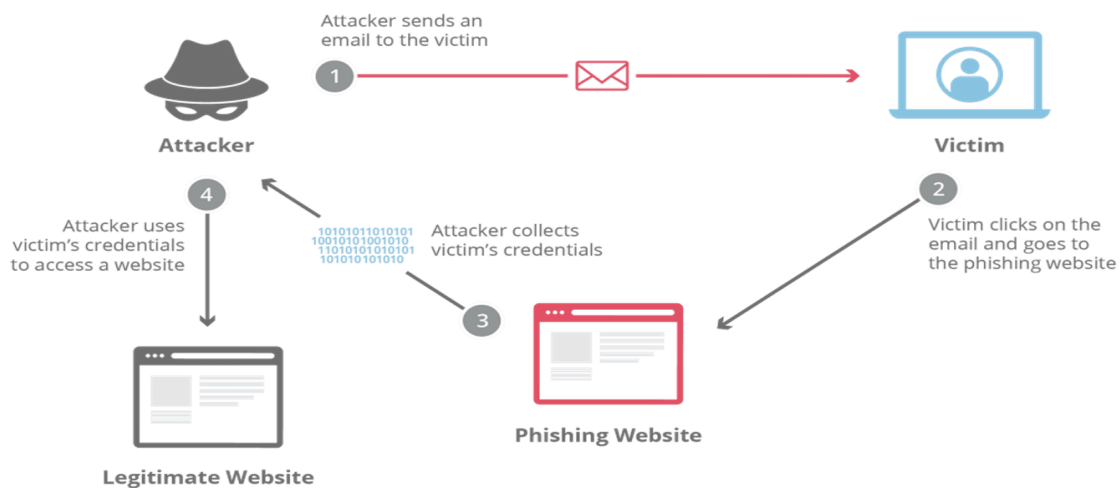 Attacker sends an
email to the victim
1
Attacker
Victim
4
2
Attacker uses
victim's credentials
to access a website
10101011010101
10010101001010
11010101010101
101010101010
Attacker collects
victim's credentials
Victim clicks on the
email and goes to
the phishing website
3
Phishing Website
Legitimate Website